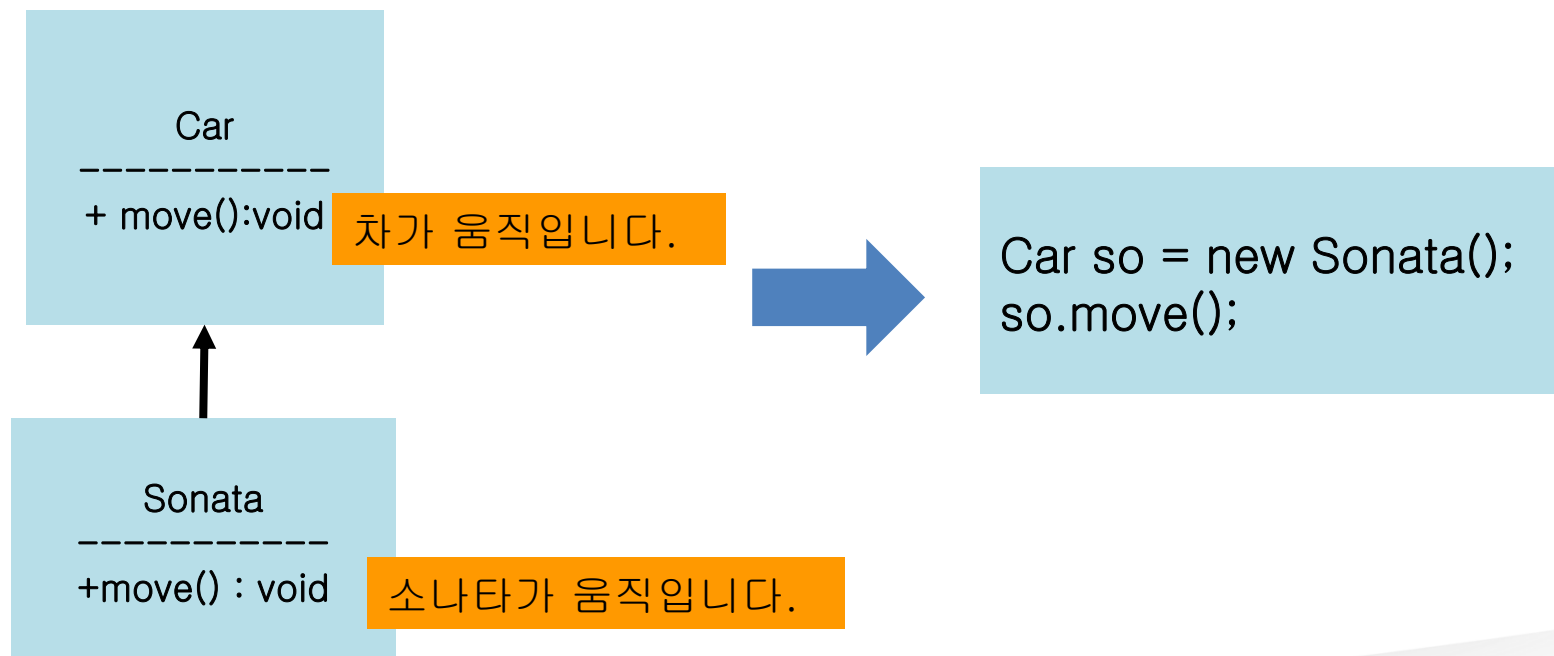 Car
-----------
+ move():void
차가 움직입니다.
Sonata
-----------
+move() : void
소나타가 움직입니다.
Car so = new Sonata();
so.move();